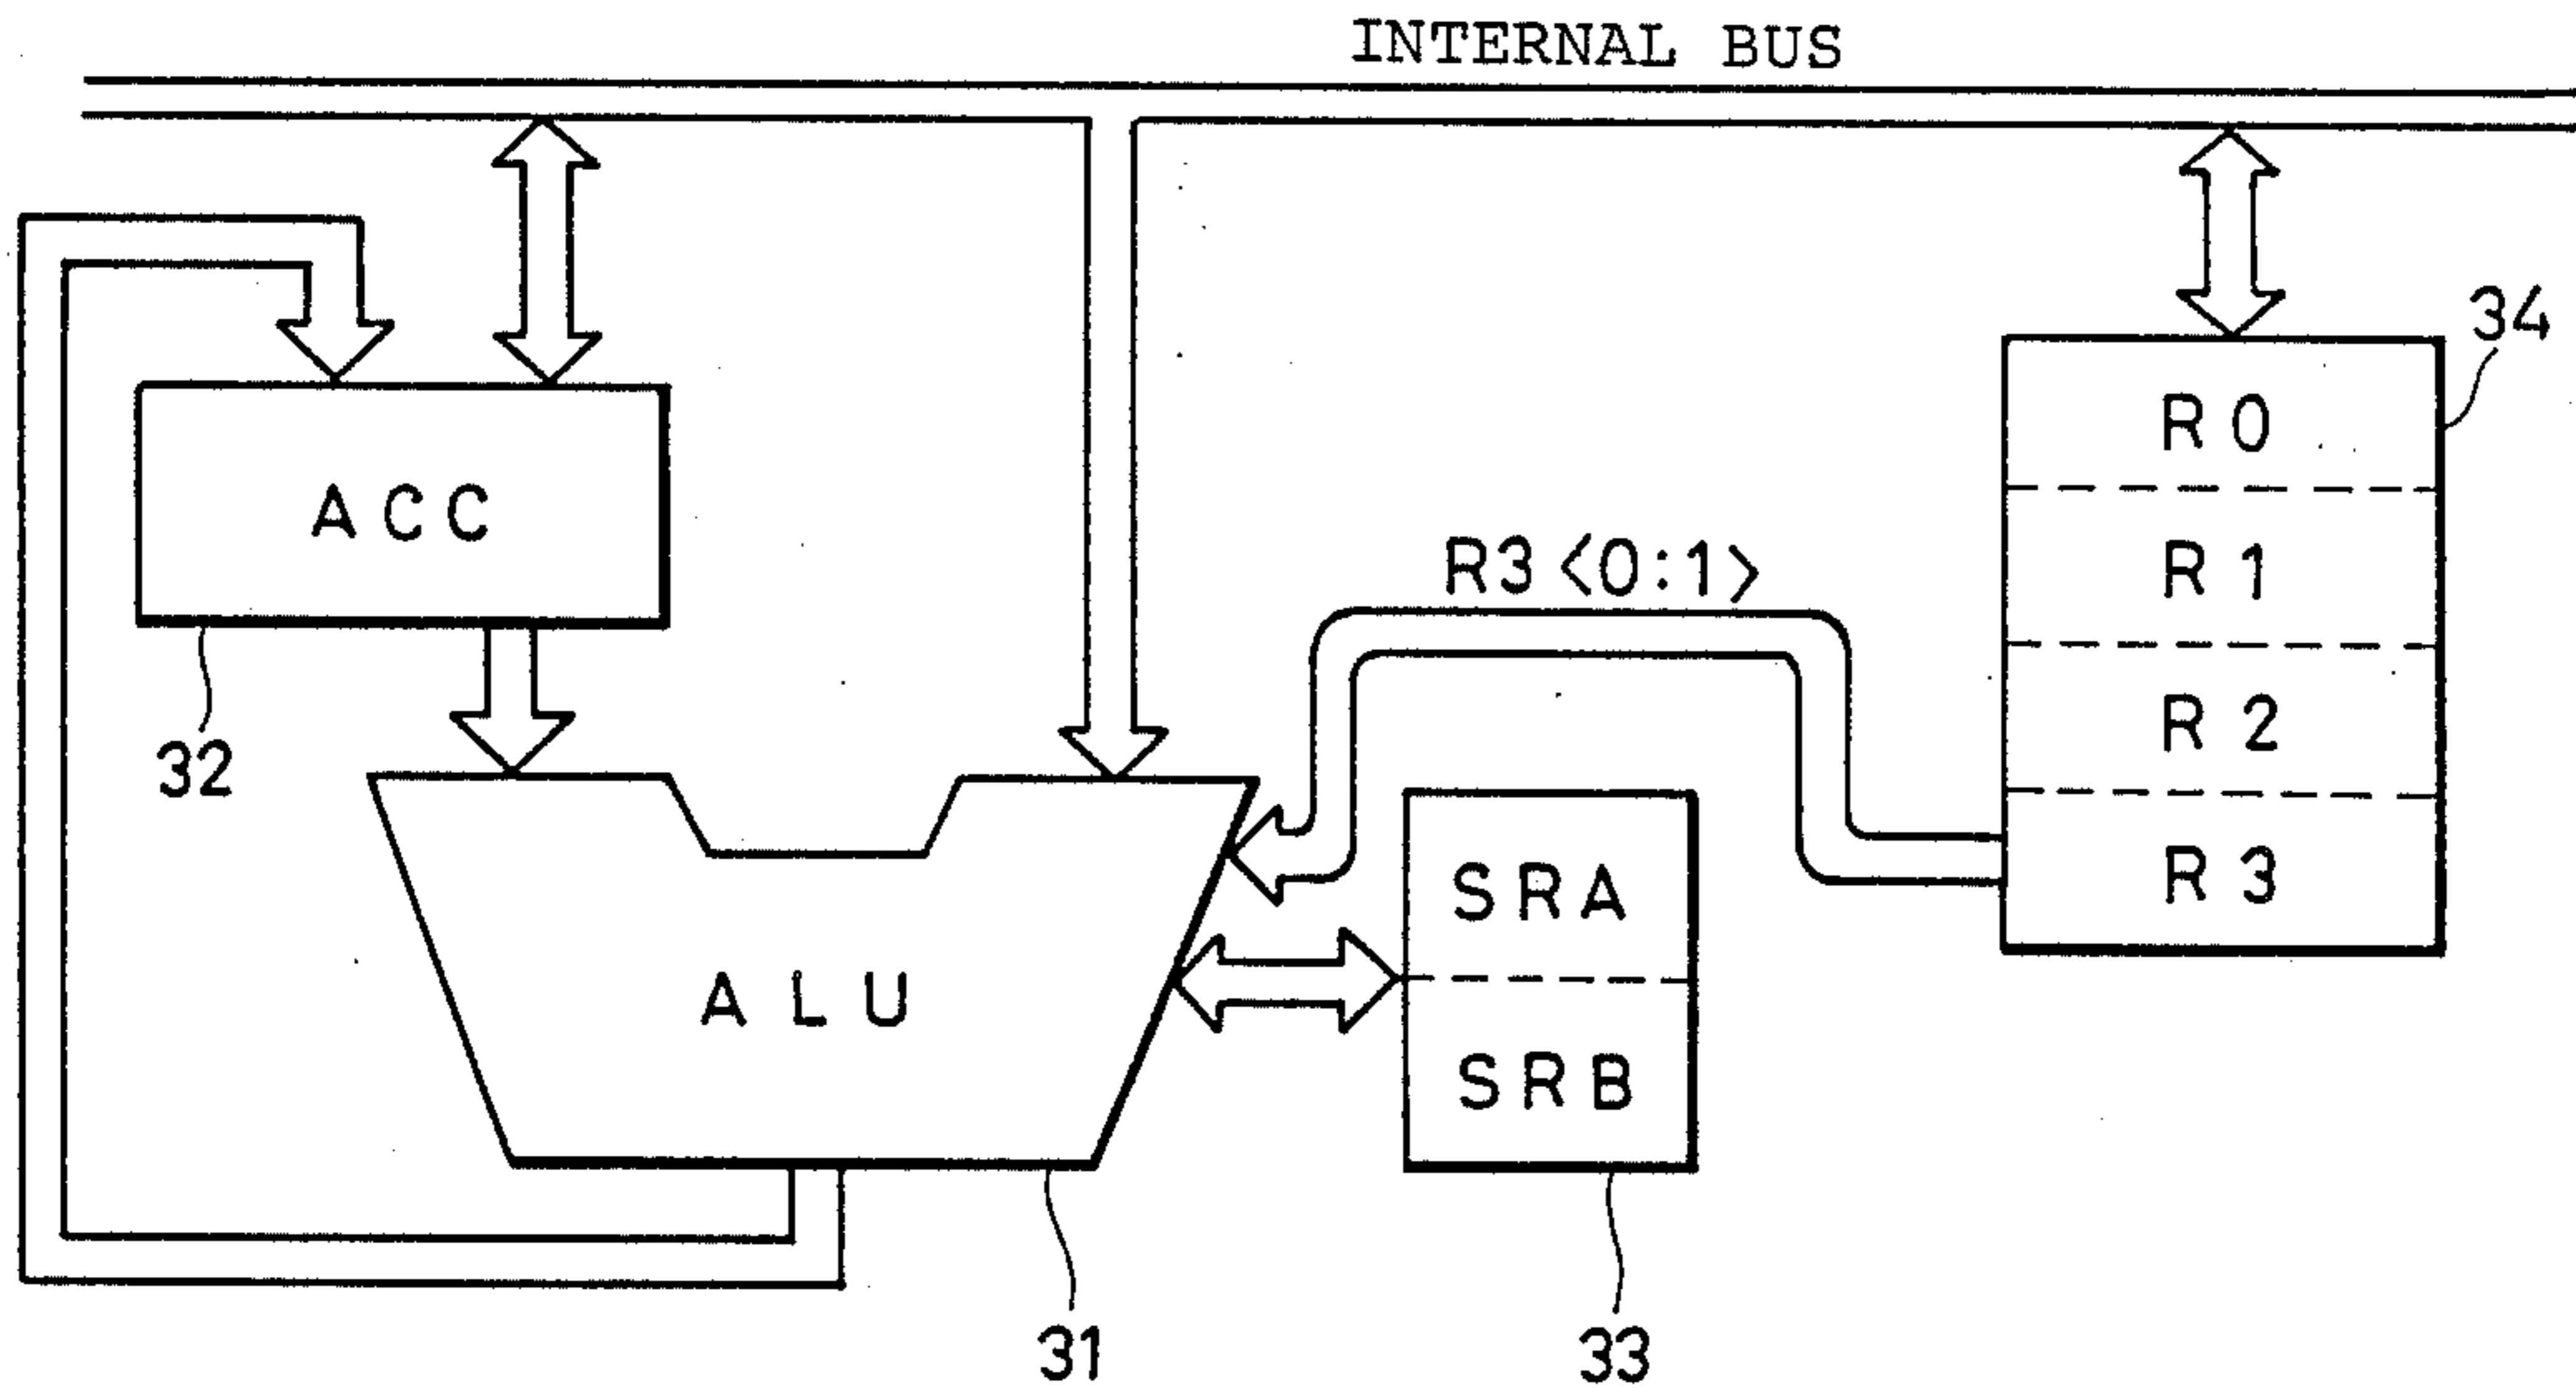 INTERNAL BUS
34
R0
ACC
R1
R3<0:1>
R2
32
SRA
R3
ALU
SRB
31
33